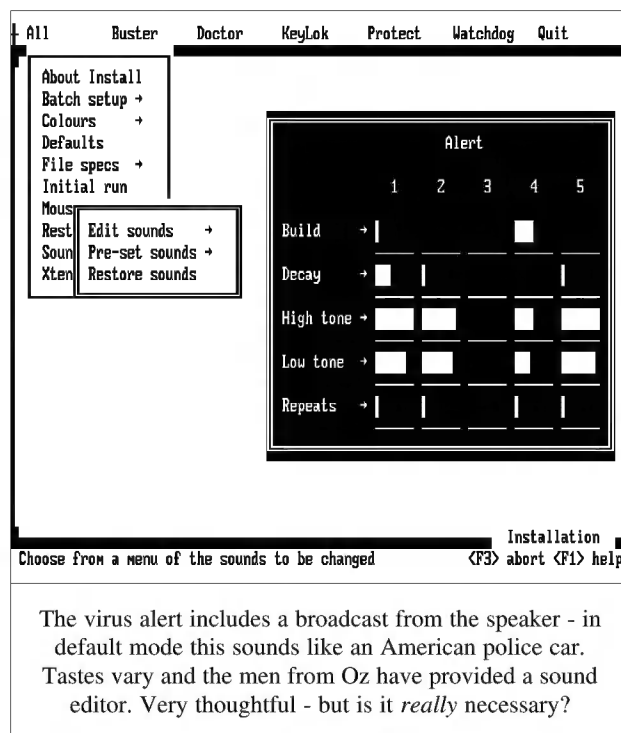 All Buster Doctor KeyLok Protect Watchdog Quit
About Install
Batch setup →
Colours →
Defaults
File specs →
Initial run
Mous
Rest
Soun
Xten
Edit sounds →
Pre-set sounds →
Restore sounds
Alert
1 2 3 4 5
Build →
Decay →
High tone →
Low tone →
Repeats →
Installation
Choose from a menu of the sounds to be changed <F3> abort <F1> help
The virus alert includes a broadcast from the speaker - in
default mode this sounds like an American police car.
Tastes vary and the men from Oz have provided a sound
editor. Very thoughtful - but is it really necessary?